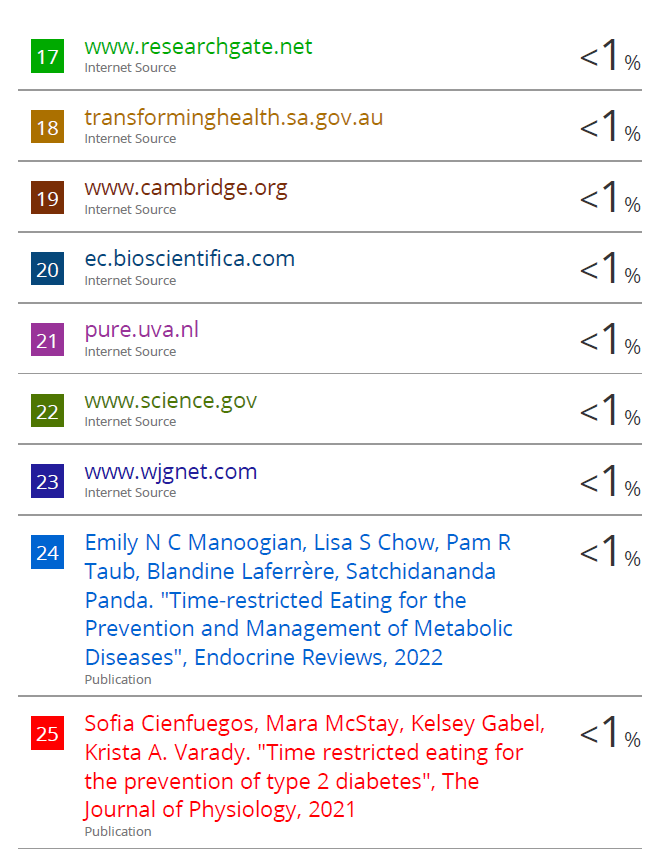 17 www.researchgate.net <1%
Internet Source
18 transforminghealth.sa.gov.au <1%
Internet Source
19 www.cambridge.org <1%
Internet Source
20 ec.bioscientifica.com <1%
Internet Source
21 pure.uva.nl <1%
Internet Source
22 www.science.gov <1%
Internet Source
23 www.wjgnet.com <1%
Internet Source
24 Emily N C Manoogian, Lisa S Chow, Pam R <1%
Taub, Blandine Laferrère, Satchidananda
Panda. "Time-restricted Eating for the
Prevention and Management of Metabolic
Diseases", Endocrine Reviews, 2022
Publication
25 Sofia Cienfuegos, Mara McStay, Kelsey Gabel, <1%
Krista A. Varady. "Time restricted eating for
the prevention of type 2 diabetes", The
Journal of Physiology, 2021
Publication